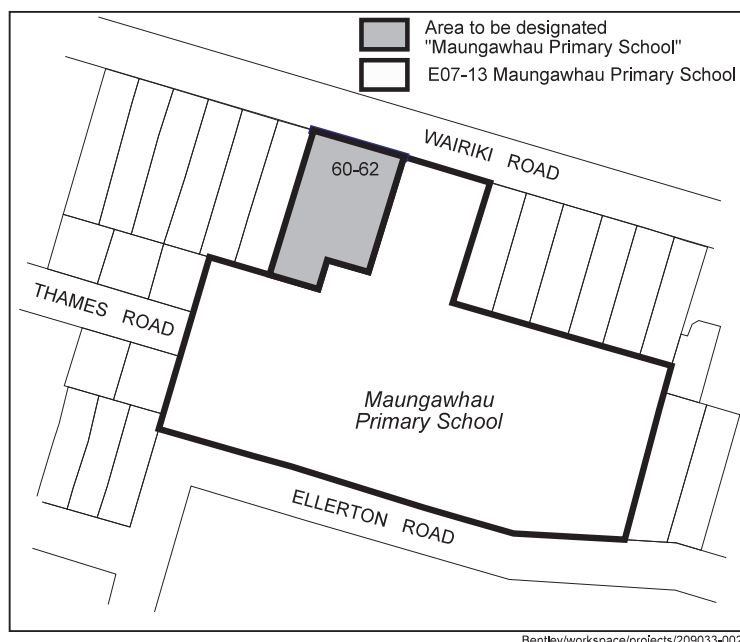 Area to be designated
"Maungawhau Primary School"
E07-13 Maungawhau Primary School
WAIRIKI ROAD
60-62
THAMES ROAD
Maungawhau
Primary School
ELLERTON ROAD
Bentley/workspace/projects/209033-002